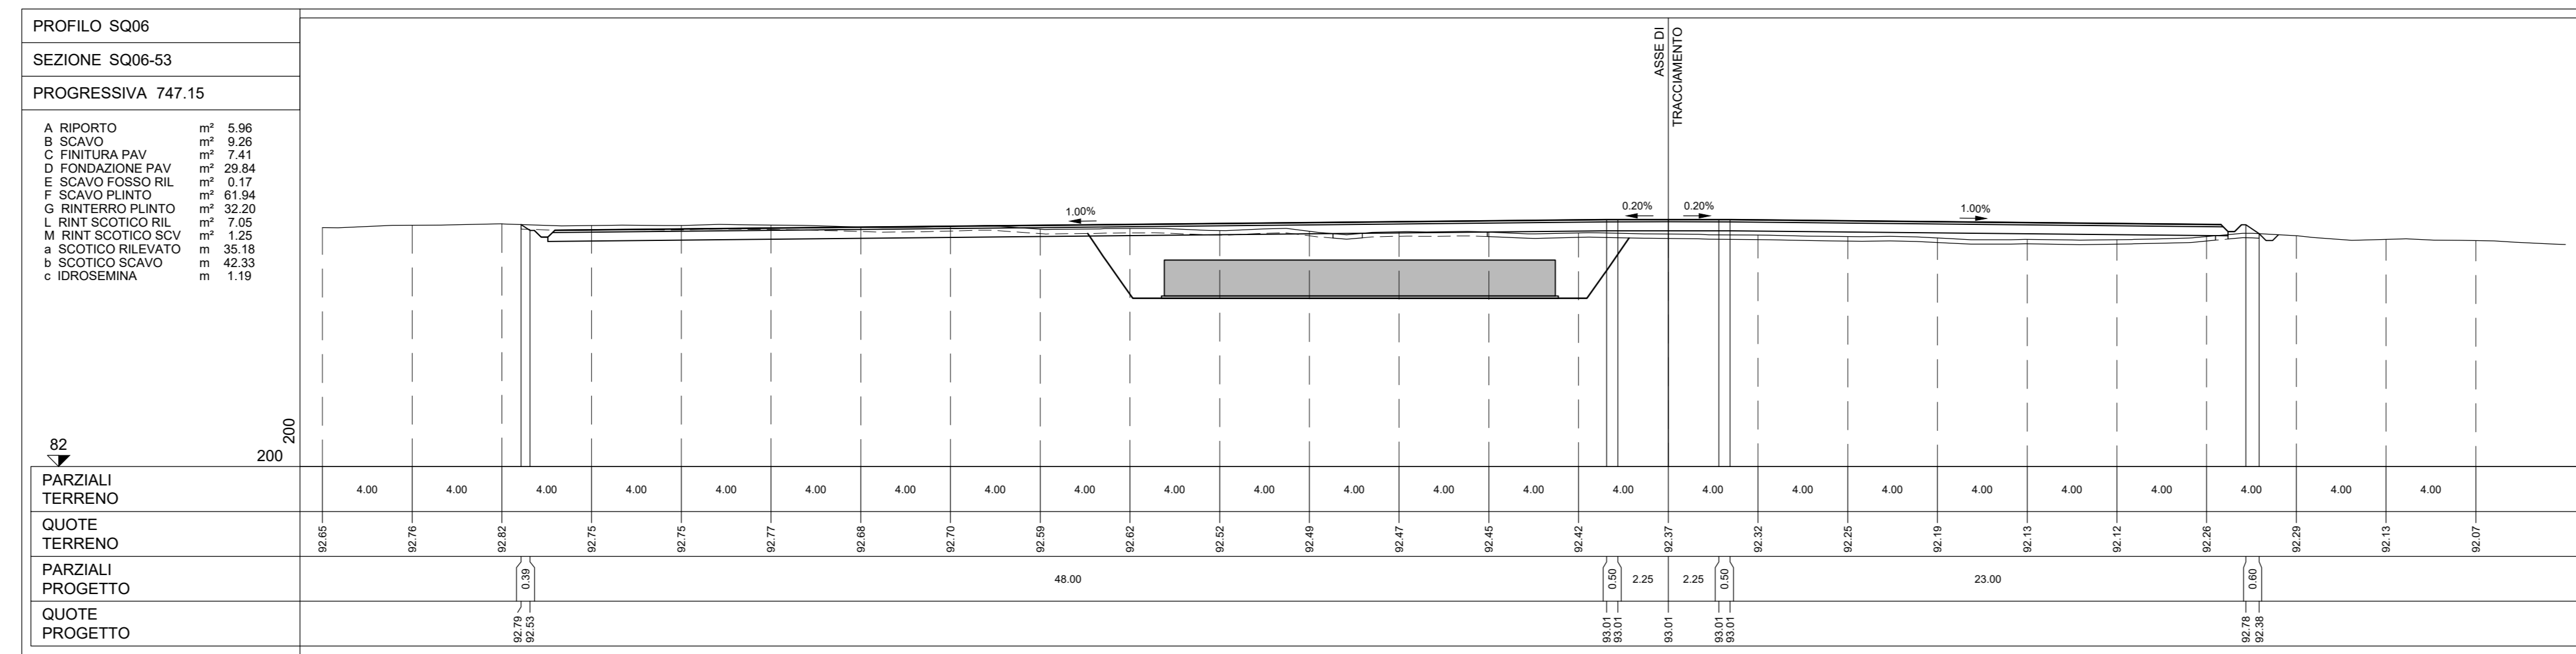 PROFILO SQ06
SEZIONE SQ06-53
PROGRESSIVA 747.15
A RIPORTO m² 5.96
B SCAVO m² 9.26
C FINITURA PAV m² 7.41
D FONDAZIONE PAV m² 29.84
E SCAVO FOSSO RIL m² 0.17
F SCAVO PLINTO m² 61.94
G RINTERRO PLINTO m² 32.20
L RINT SCOTICO RIL m² 7.05
M RINT SCOTICO SCV m² 1.25
a SCOTICO RILEVATO m 35.18
b SCOTICO SCAVO m 42.33
c IDROSEMINA m 1.19
ASSE DI
TRACCIAMENTO
1.00% 0.20% 0.20% 1.00%
82
200
200
PARZIALI
TERRENO
4.00 4.00 4.00 4.00 4.00 4.00 4.00 4.00 4.00 4.00 4.00 4.00 4.00 4.00 4.00 4.00 4.00 4.00 4.00 4.00 4.00 4.00 4.00 4.00
QUOTE
TERRENO
92.65 92.76 92.82 92.75 92.75 92.77 92.68 92.70 92.59 92.62 92.52 92.49 92.47 92.45 92.42 92.37 92.32 92.25 92.19 92.13 92.12 92.26 92.29 92.13 92.07
PARZIALI
PROGETTO
0.39 48.00 0.50 2.25 2.25 0.50 23.00 0.60
QUOTE
PROGETTO
92.79 92.53 93.01 93.01 93.01 93.01 93.01 92.78 92.38